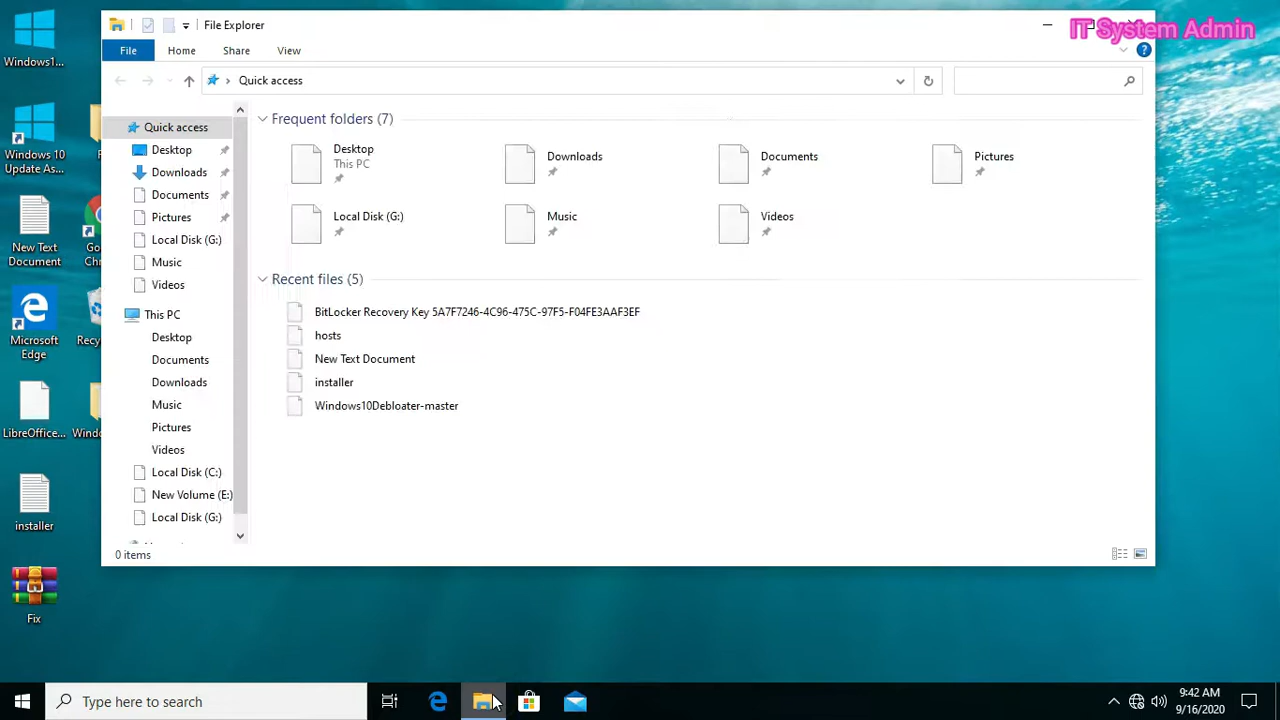 File Explorer
IT System Admin
File Home Share View
Quick access
Frequent folders (7)
Desktop
This PC
Downloads
Documents
Pictures
Local Disk (G:)
Music
Videos
Recent files (5)
BitLocker Recovery Key 5A7F7246-4C96-475C-97F5-F04FE3AAF3EF
hosts
New Text Document
installer
Windows10Debloater-master
Quick access
Desktop
Downloads
Documents
Pictures
Local Disk (G:)
Music
Videos
This PC
Desktop
Documents
Downloads
Music
Pictures
Videos
Local Disk (C:)
New Volume (E:)
Local Disk (G:)
0 items
Windows1...
Windows 10
Update As...
New Text
Document
Go
Chr
Microsoft
Edge
Recy
LibreOffice...
Wind
installer
Fix
Type here to search
9:42 AM
9/16/2020